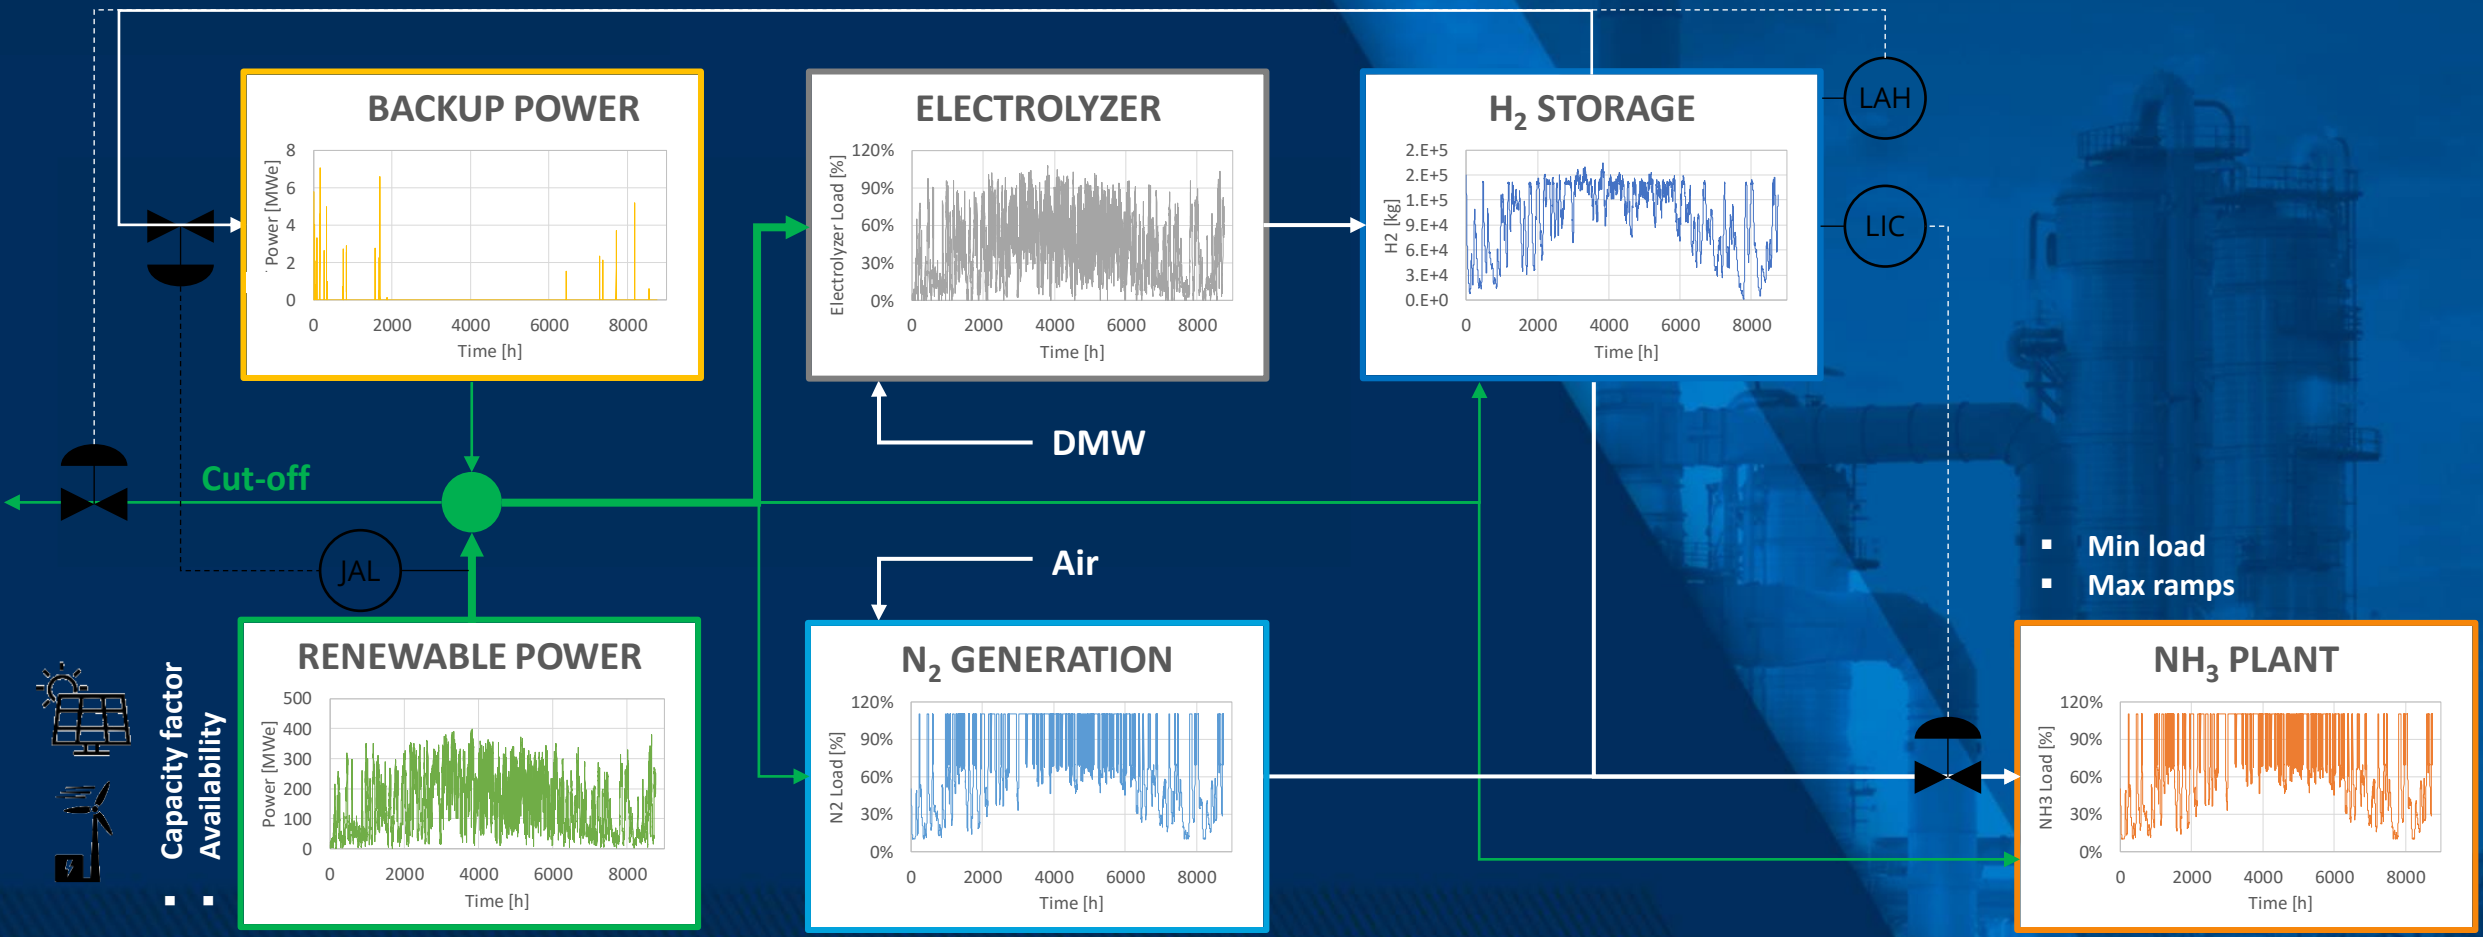 BACKUP POWER
Power [MWe]
8
6
4
2
0
0 2000 4000 6000 8000
Time [h]
ELECTROLYZER
Electrolyzer Load [%]
120%
90%
60%
30%
0%
0 2000 4000 6000 8000
Time [h]
H₂ STORAGE
H2 [kg]
2.E+5
2.E+5
1.E+5
9.E+4
6.E+4
3.E+4
0.E+0
0 2000 4000 6000 8000
Time [h]
LAH
LIC
DMW
Cut-off
JAL
Air
Min load
Max ramps
Capacity factor
Availability
RENEWABLE POWER
Power [MWe]
500
400
300
200
100
0
0 2000 4000 6000 8000
Time [h]
N₂ GENERATION
N2 Load [%]
120%
90%
60%
30%
0%
0 2000 4000 6000 8000
Time [h]
NH₃ PLANT
NH3 Load [%]
120%
90%
60%
30%
0%
0 2000 4000 6000 8000
Time [h]